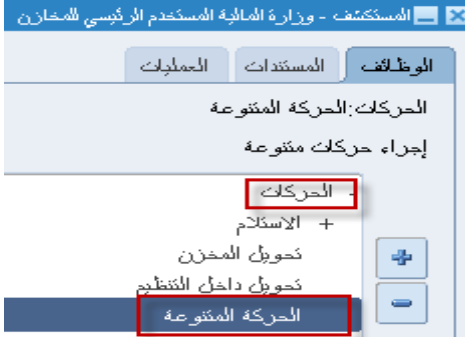 المستكشف - وزارة المالية المستخدم الرئيسي للمخازن
الوظائف المستندات العمليات
الحركات:الحركة المتنوعة
إجراء حركات متنوعة
- الحركات
+ الاستلام
تحويل المخزن
تحويل داخل التنظيم
الحركة المتنوعة